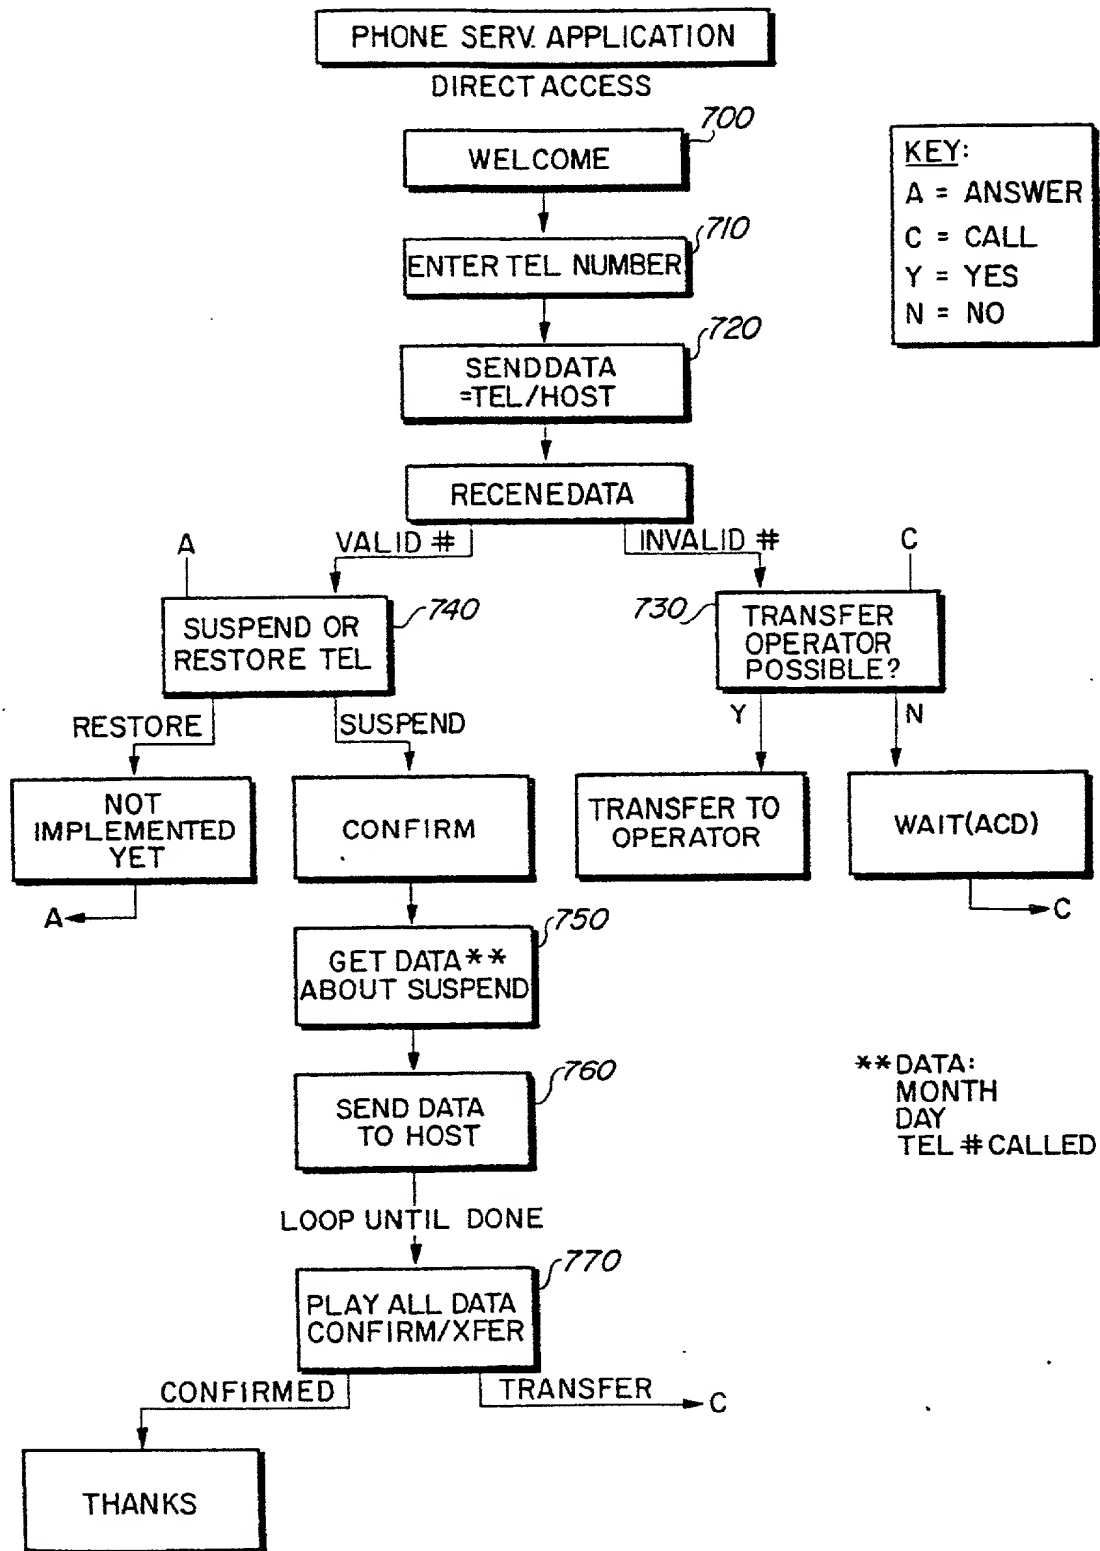 PHONE SERV. APPLICATION
DIRECT ACCESS
700
WELCOME
KEY:
A = ANSWER
C = CALL
Y = YES
N = NO
710
ENTER TEL NUMBER
720
SENDDATA
=TEL/HOST
RECENEDATA
A
VALID #
INVALID #
C
740
SUSPEND OR
RESTORE TEL
730
TRANSFER
OPERATOR
POSSIBLE?
RESTORE
SUSPEND
Y
N
NOT
IMPLEMENTED
YET
CONFIRM
TRANSFER TO
OPERATOR
WAIT(ACD)
A
C
750
GET DATA**
ABOUT SUSPEND
760
SEND DATA
TO HOST
**DATA:
MONTH
DAY
TEL # CALLED
LOOP UNTIL DONE
770
PLAY ALL DATA
CONFIRM/XFER
CONFIRMED
TRANSFER
C
THANKS